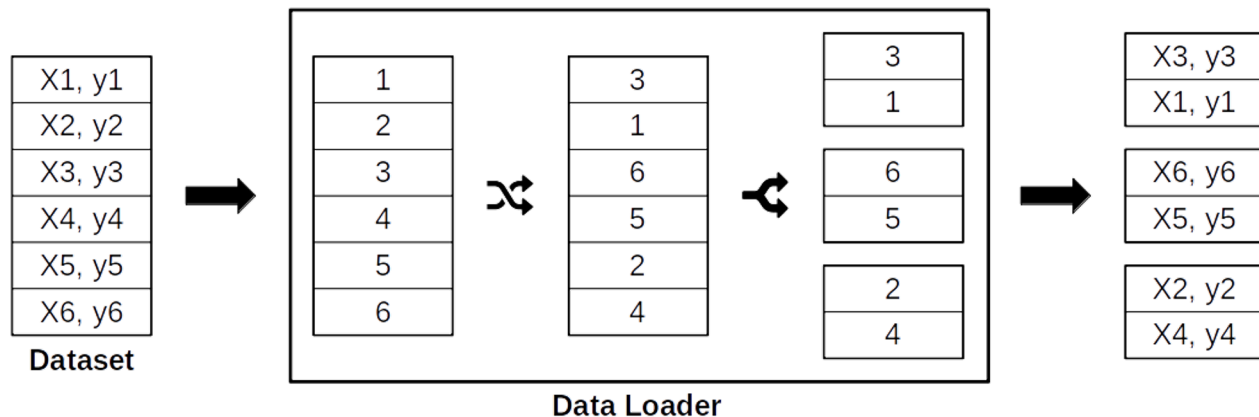 X1, y1
X2, y2
X3, y3
X4, y4
X5, y5
X6, y6
Dataset
1
2
3
4
5
6
3
1
6
5
2
4
3
1
6
5
2
4
Data Loader
X3, y3
X1, y1
X6, y6
X5, y5
X2, y2
X4, y4